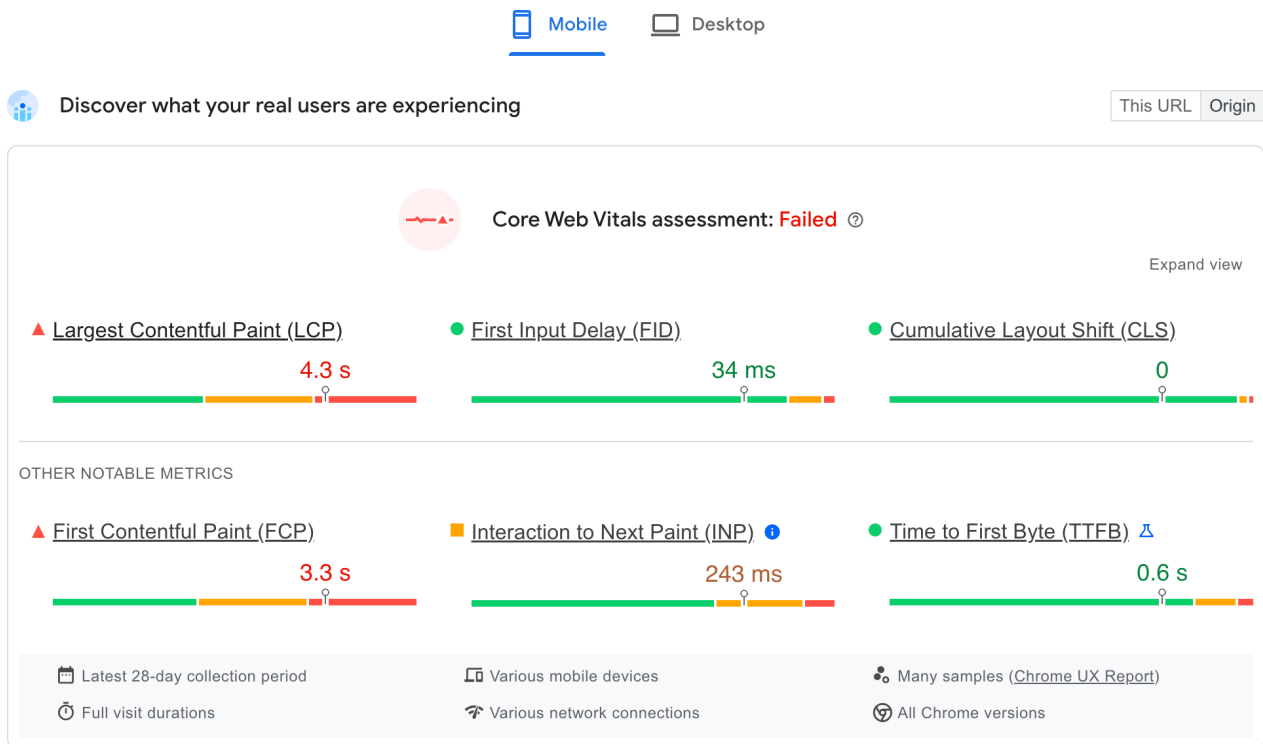 Mobile
Desktop
Discover what your real users are experiencing
This URL
Origin
Core Web Vitals assessment: Failed
Expand view
Largest Contentful Paint (LCP)
4.3 s
First Input Delay (FID)
34 ms
Cumulative Layout Shift (CLS)
0
OTHER NOTABLE METRICS
First Contentful Paint (FCP)
3.3 s
Interaction to Next Paint (INP)
243 ms
Time to First Byte (TTFB)
0.6 s
Latest 28-day collection period
Various mobile devices
Many samples (Chrome UX Report)
Full visit durations
Various network connections
All Chrome versions